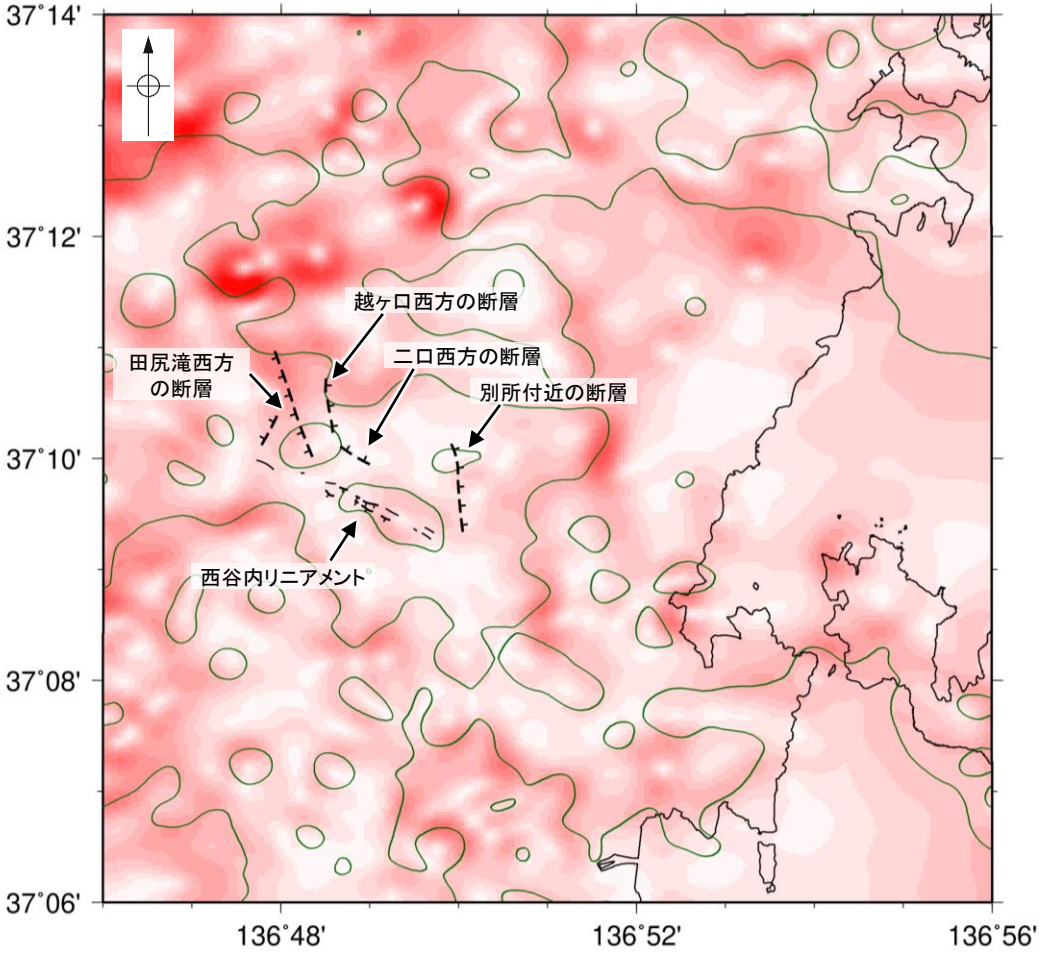 37°14'
37°12'
越ヶ口西方の断層
田尻滝西方
の断層
二口西方の断層
別所付近の断層
37°10'
西谷内リニアメント
37°08'
37°06'
136°48'
136°52'
136°56'